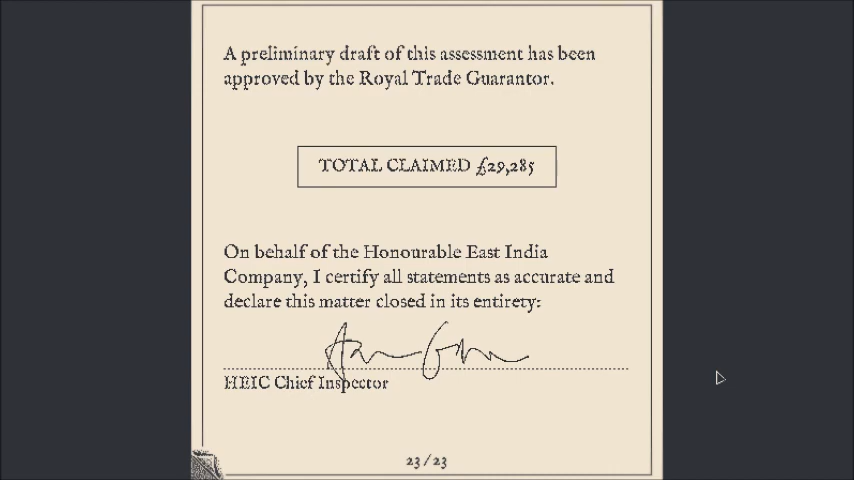 A preliminary draft of this assessment has been
approved by the Royal Trade Guarantor.
TOTAL CLAIMED £29,285
On behalf of the Honourable East India
Company, I certify all statements as accurate and
declare this matter closed in its entirety:
HEIC Chief Inspector
23/23